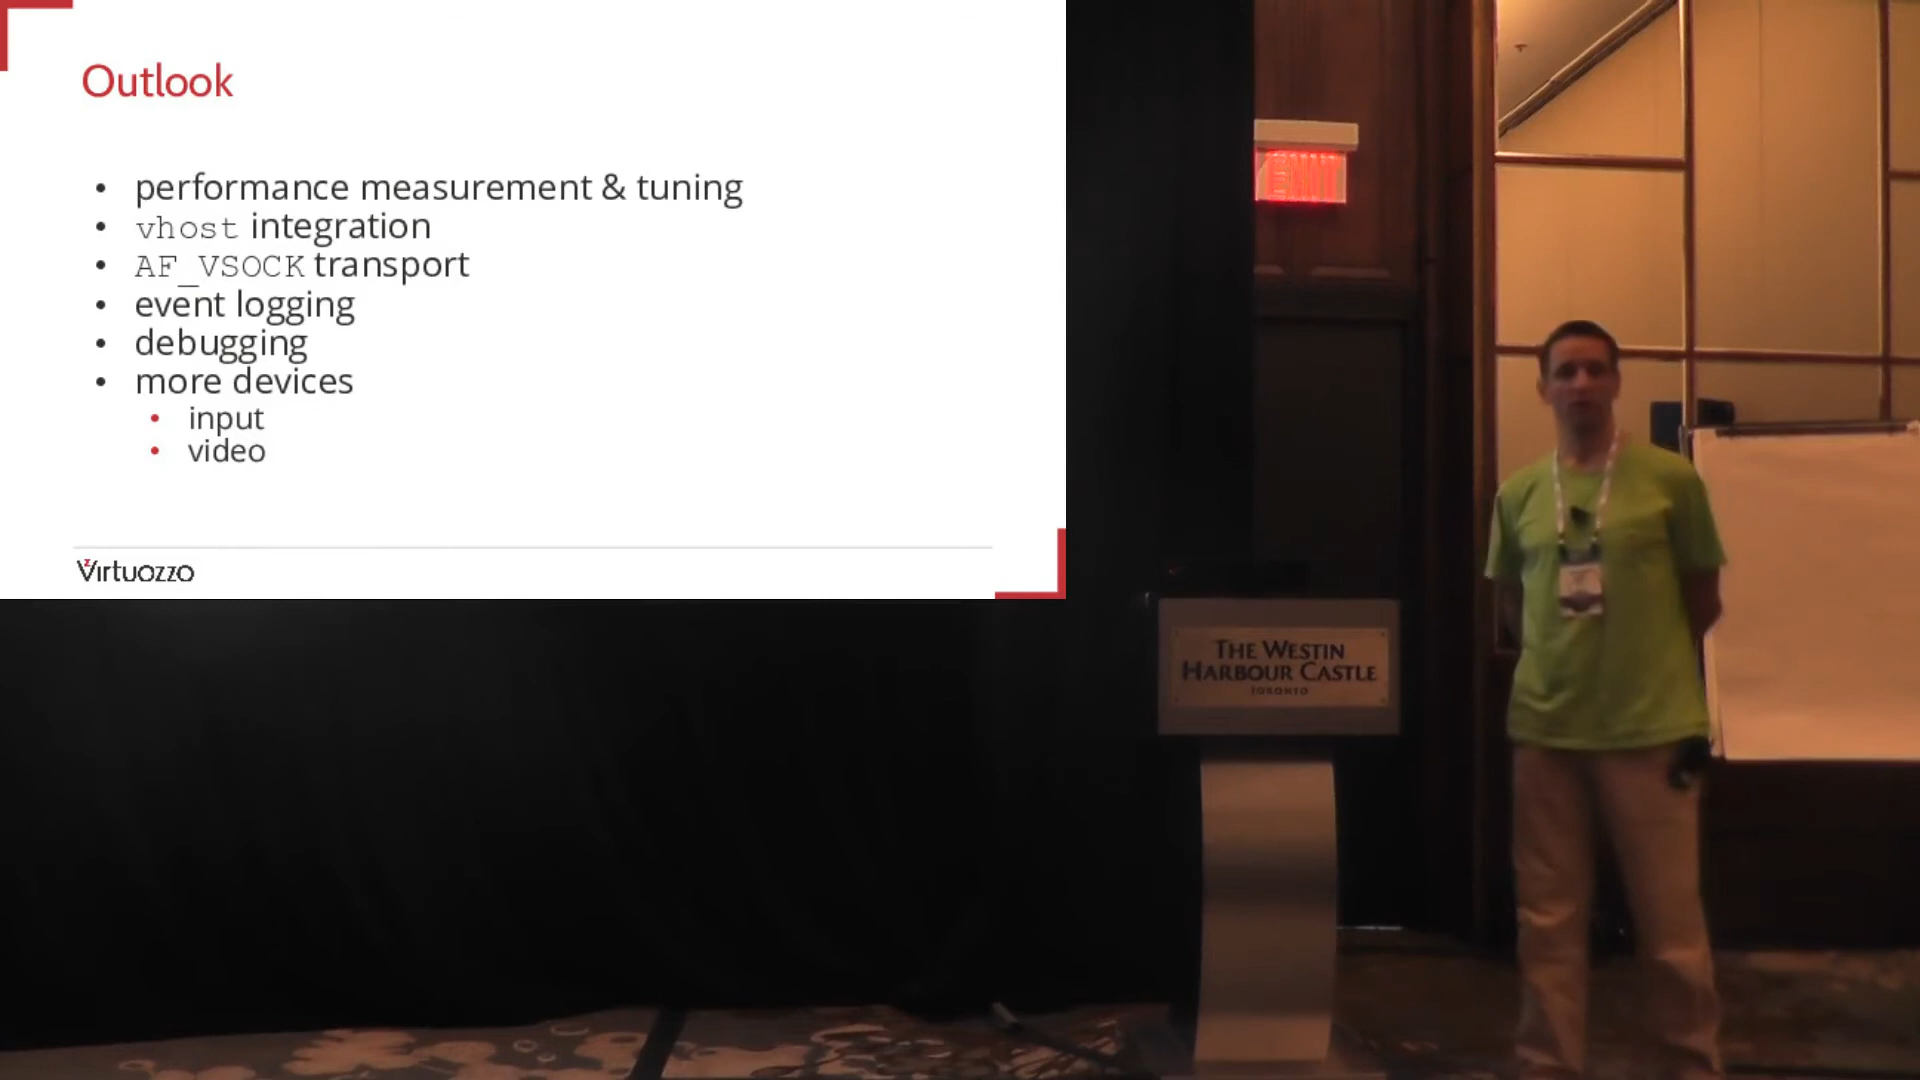 Outlook
• performance measurement & tuning
• vhost integration
• AF_VSOCK transport
• event logging
• debugging
• more devices
• input
• video
Virtuozzo
EXIT
THE WESTIN
HARBOUR CASTLE
TORONTO